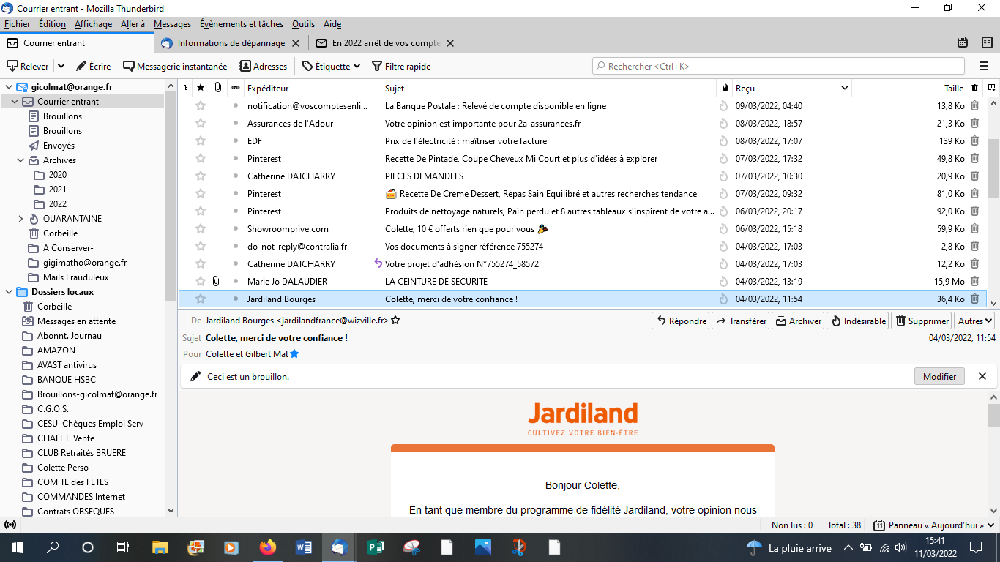 Courrier entrant - Mozilla Thunderbird
Fichier Édition Affichage Aller à Messages Évènements et tâches Outils Aide
Courrier entrant Informations de dépannage En 2022 arrêt de vos compte
Relever Écrire Messagerie instantanée Adresses Étiquette Filtre rapide Rechercher <Ctrl+K>
gicolmat@orange.fr
Courrier entrant
Brouillons
Brouillons
Envoyés
Archives
2020
2021
2022
QUARANTAINE
Corbeille
A Conserver-
gigimatho@orange.fr
Mails Frauduleux
Dossiers locaux
Corbeille
Messages en attente
Abonnt. Journau
AMAZON
AVAST antivirus
BANQUE HSBC
Brouillons-gicolmat@orange.fr
C.G.O.S.
CESU Chèques Emploi Serv
CHALET Vente
CLUB Retraités BRUERE
Colette Perso
COMITE des FETES
COMMANDES Internet
Contrats OBSEQUES
Expéditeur Sujet Reçu Taille
notification@voscomptesenli... La Banque Postale : Relevé de compte disponible en ligne 09/03/2022, 04:40 13,8 Ko
Assurances de l'Adour Votre opinion est importante pour 2a-assurances.fr 08/03/2022, 18:57 21,3 Ko
EDF Prix de l'électricité : maîtriser votre facture 08/03/2022, 17:07 139 Ko
Pinterest Recette De Pintade, Coupe Cheveux Mi Court et plus d'idées à explorer 07/03/2022, 17:32 49,8 Ko
Catherine DATCHARRY PIECES DEMANDEES 07/03/2022, 10:30 20,9 Ko
Pinterest Recette De Creme Dessert, Repas Sain Equilibré et autres recherches tendance 07/03/2022, 09:32 81,0 Ko
Pinterest Produits de nettoyage naturels, Pain perdu et 8 autres tableaux s'inspirent de votre a... 06/03/2022, 20:17 92,0 Ko
Showroomprive.com Colette, 10 € offerts rien que pour vous 06/03/2022, 15:18 59,9 Ko
do-not-reply@contralia.fr Vos documents à signer référence 755274 04/03/2022, 17:03 2,8 Ko
Catherine DATCHARRY Votre projet d'adhésion N°755274_58572 04/03/2022, 17:03 12,2 Ko
Marie Jo DALAUDIER LA CEINTURE DE SECURITE 04/03/2022, 13:19 15,9 Mo
Jardiland Bourges Colette, merci de votre confiance ! 04/03/2022, 11:54 36,4 Ko
De Jardiland Bourges <jardilandfrance@wizville.fr> Répondre Transférer Archiver Indésirable Supprimer Autres
Sujet Colette, merci de votre confiance ! 04/03/2022, 11:54
Pour Colette et Gilbert Mat
Ceci est un brouillon. Modifier
Jardiland
CULTIVEZ VOTRE BIEN-ÊTRE
Bonjour Colette,
En tant que membre du programme de fidélité Jardiland, votre opinion nous
Non lus : 0 Total : 38 11 Panneau « Aujourd'hui »
La pluie arrive 15:41
11/03/2022